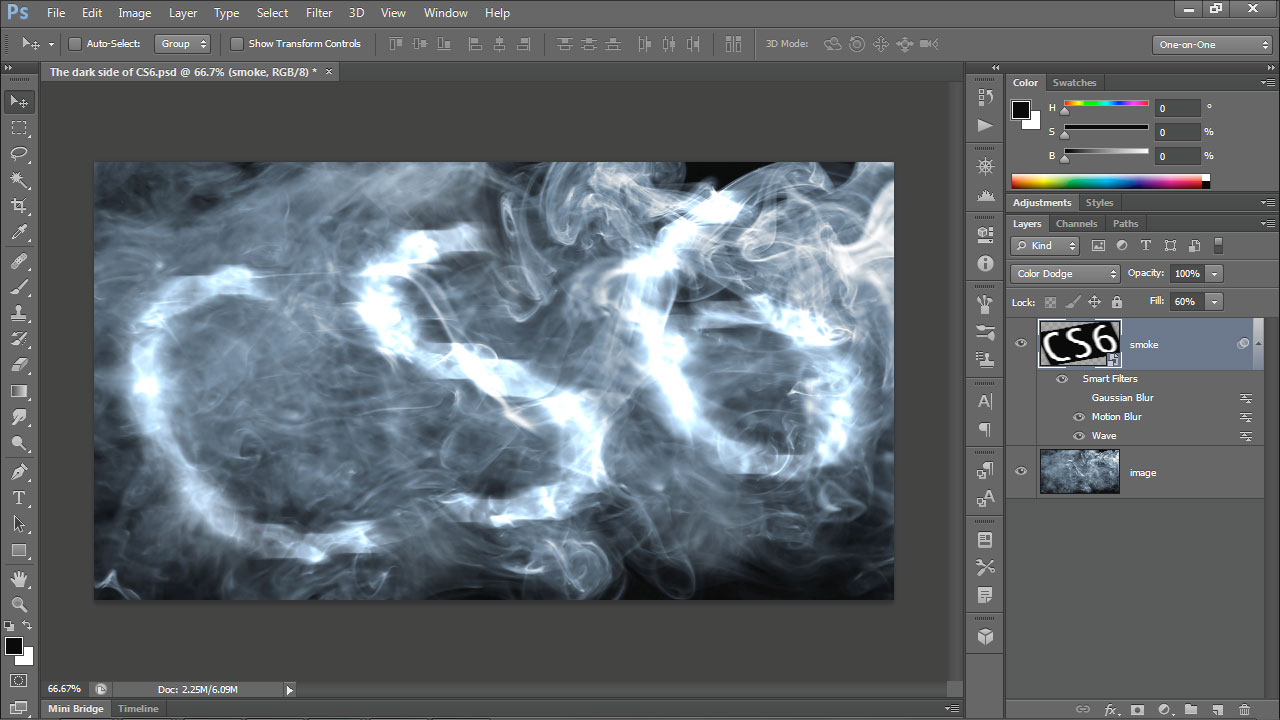 Ps File Edit Image Layer Type Select Filter 3D View Window Help
Auto-Select: Group Show Transform Controls 3D Mode: One-on-One
The dark side of CS6.psd @ 66.7% (smoke, RGB/8) * ×
Color Swatches
H 0 °
S 0 %
B 0 %
Adjustments Styles
Layers Channels Paths
Kind
Color Dodge Opacity: 100%
Lock: Fill: 60%
CS6 smoke
Smart Filters
Gaussian Blur
Motion Blur
Wave
image
CS6
66.67% Doc: 2.25M/6.09M
Mini Bridge Timeline